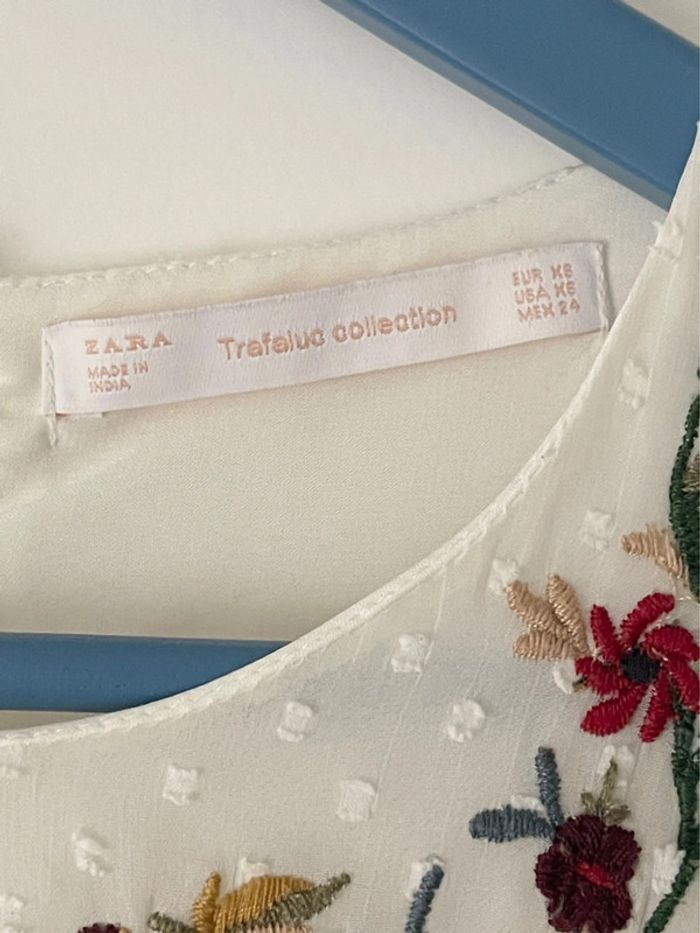 ZARA
MADE IN
INDIA
Trafaluc collection
EUR XS
USA XS
MEX 24